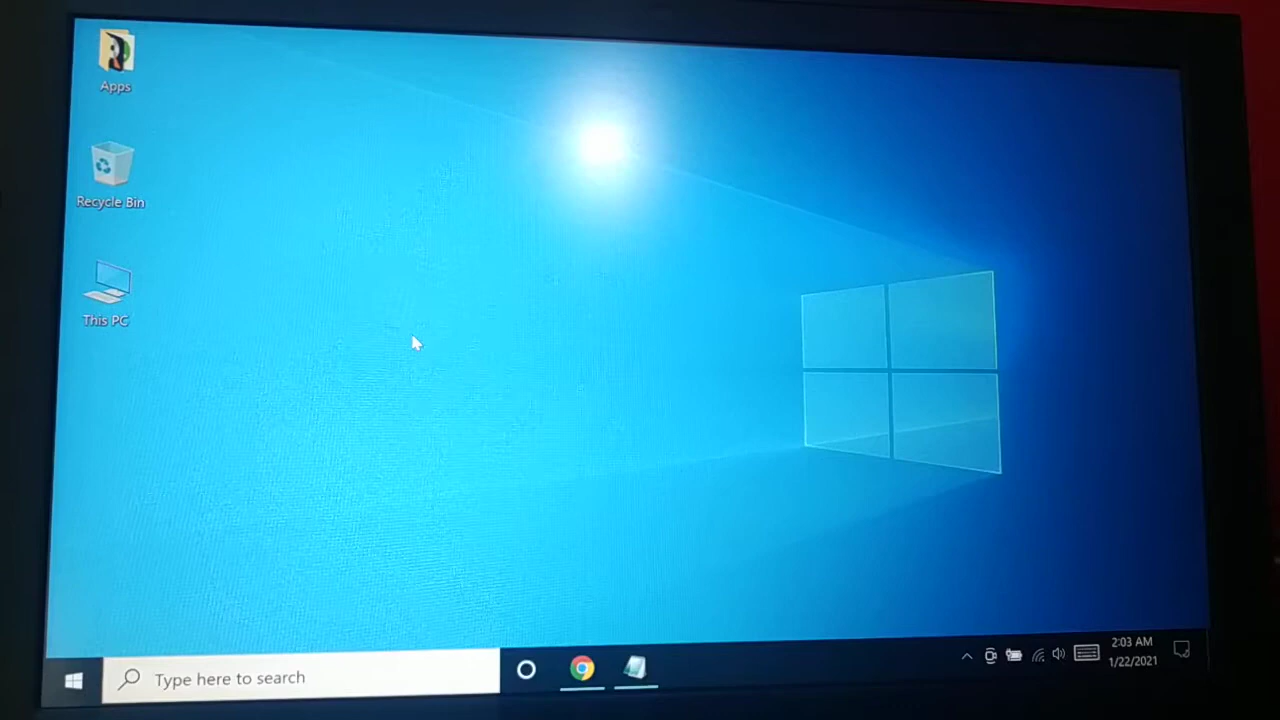 Apps
Recycle Bin
This PC
Type here to search
2:03 AM
1/22/2021